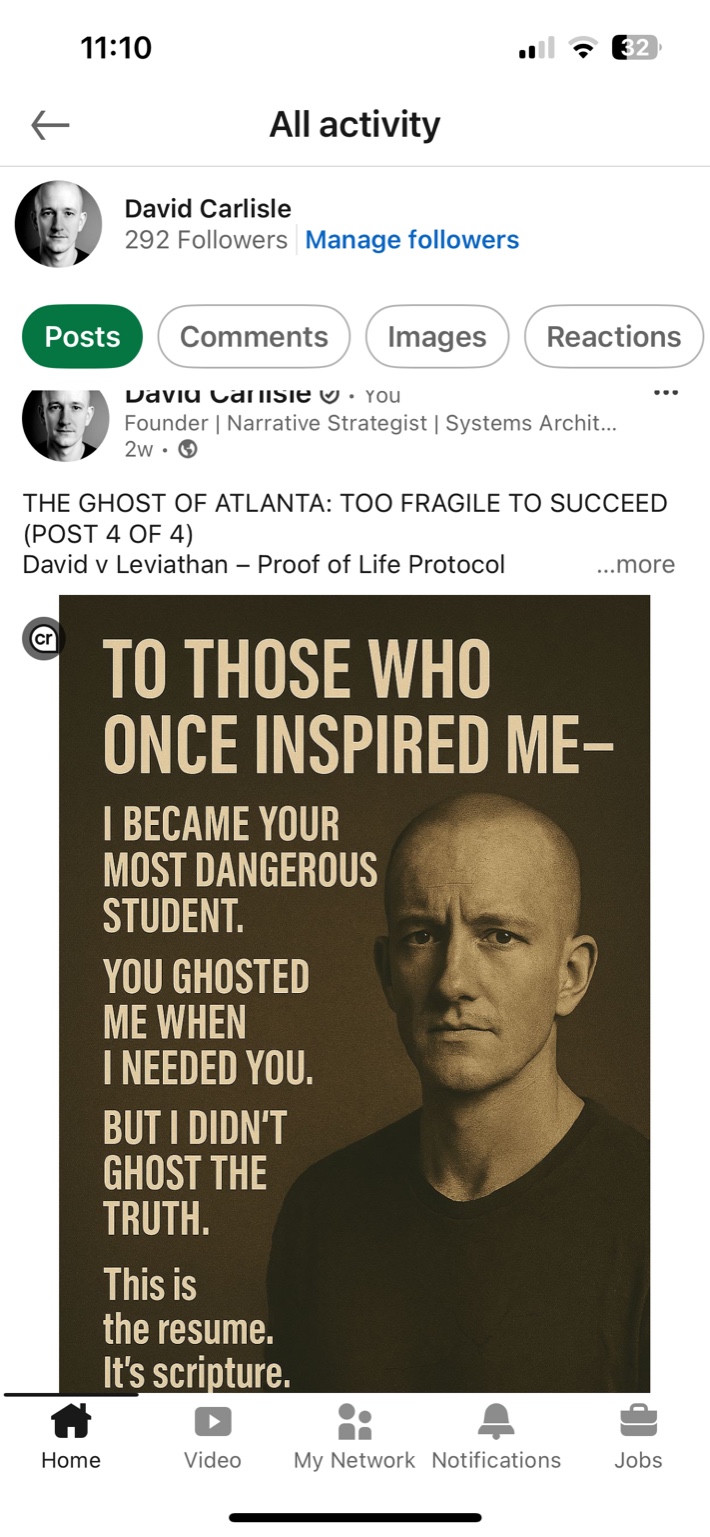 11:10
32
All activity
David Carlisle
292 Followers Manage followers
Posts Comments Images Reactions
David Carlisle • You
Founder | Narrative Strategist | Systems Archit...
2w •
THE GHOST OF ATLANTA: TOO FRAGILE TO SUCCEED
(POST 4 OF 4)
David v Leviathan – Proof of Life Protocol ...more
cr
TO THOSE WHO
ONCE INSPIRED ME–
I BECAME YOUR
MOST DANGEROUS
STUDENT.
YOU GHOSTED
ME WHEN
I NEEDED YOU.
BUT I DIDN'T
GHOST THE
TRUTH.
This is
the resume.
It's scripture.
Home Video My Network Notifications Jobs